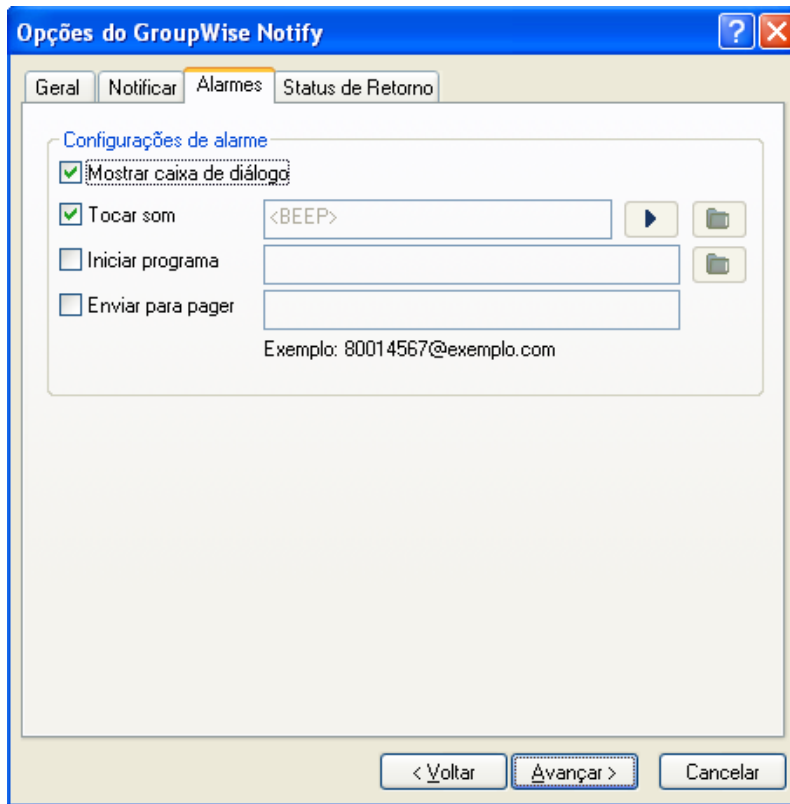 Opções do GroupWise Notify
Geral Notificar Alarmes Status de Retorno
Configurações de alarme
Mostrar caixa de diálogo
Tocar som <BEEP>
Iniciar programa
Enviar para pager
Exemplo: 80014567@exemplo.com
< Voltar Avançar > Cancelar